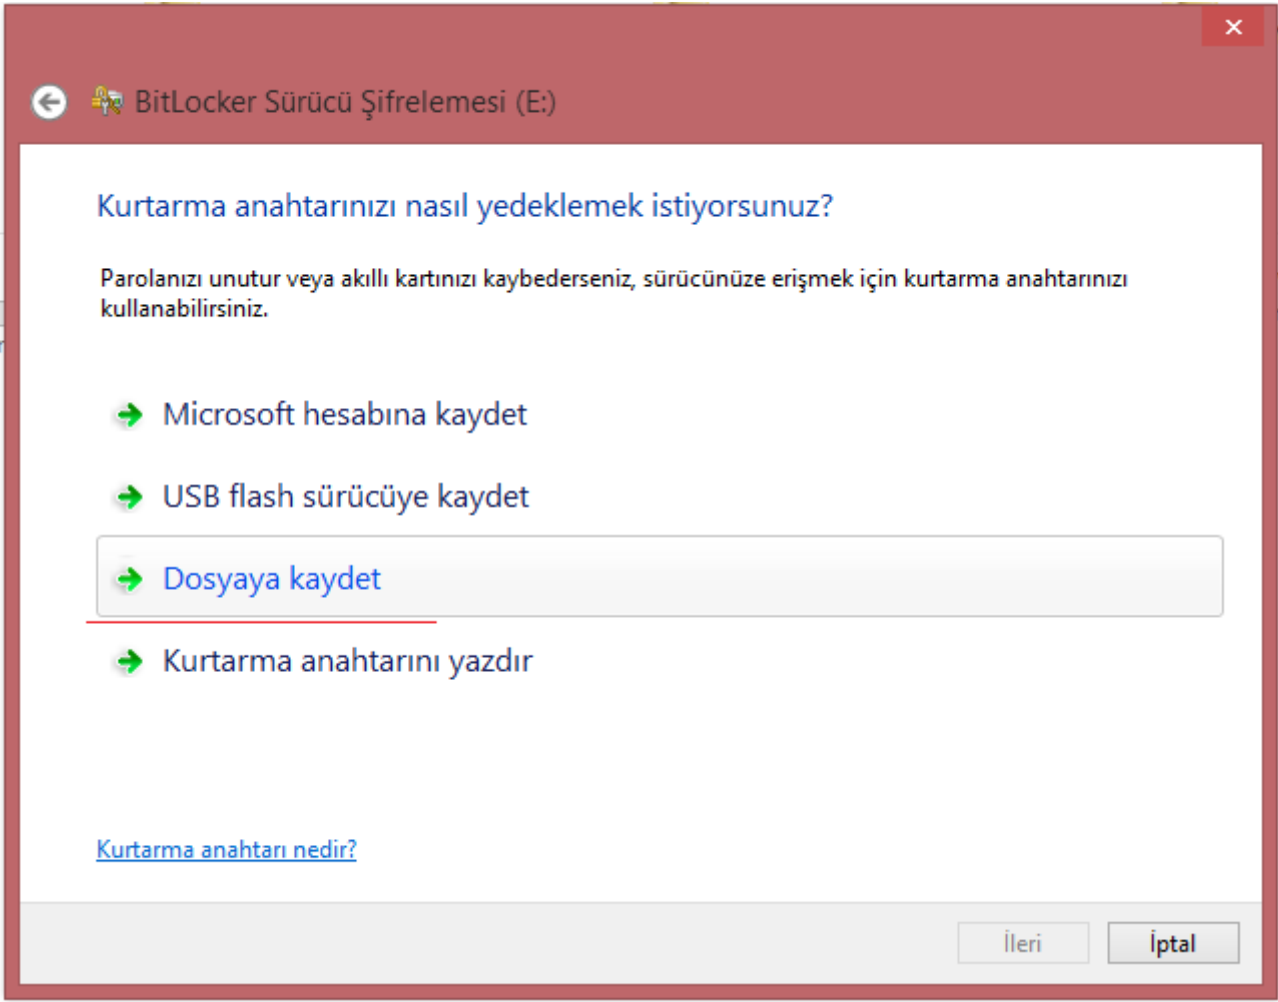 BitLocker Sürücü Şifrelemesi (E:)
Kurtarma anahtarınızı nasıl yedeklemek istiyorsunuz?
Parolanızı unutur veya akıllı kartınızı kaybederseniz, sürücünüze erişmek için kurtarma anahtarınızı
kullanabilirsiniz.
Microsoft hesabına kaydet
USB flash sürücüye kaydet
Dosyaya kaydet
Kurtarma anahtarını yazdır
Kurtarma anahtarı nedir?
İleri
İptal